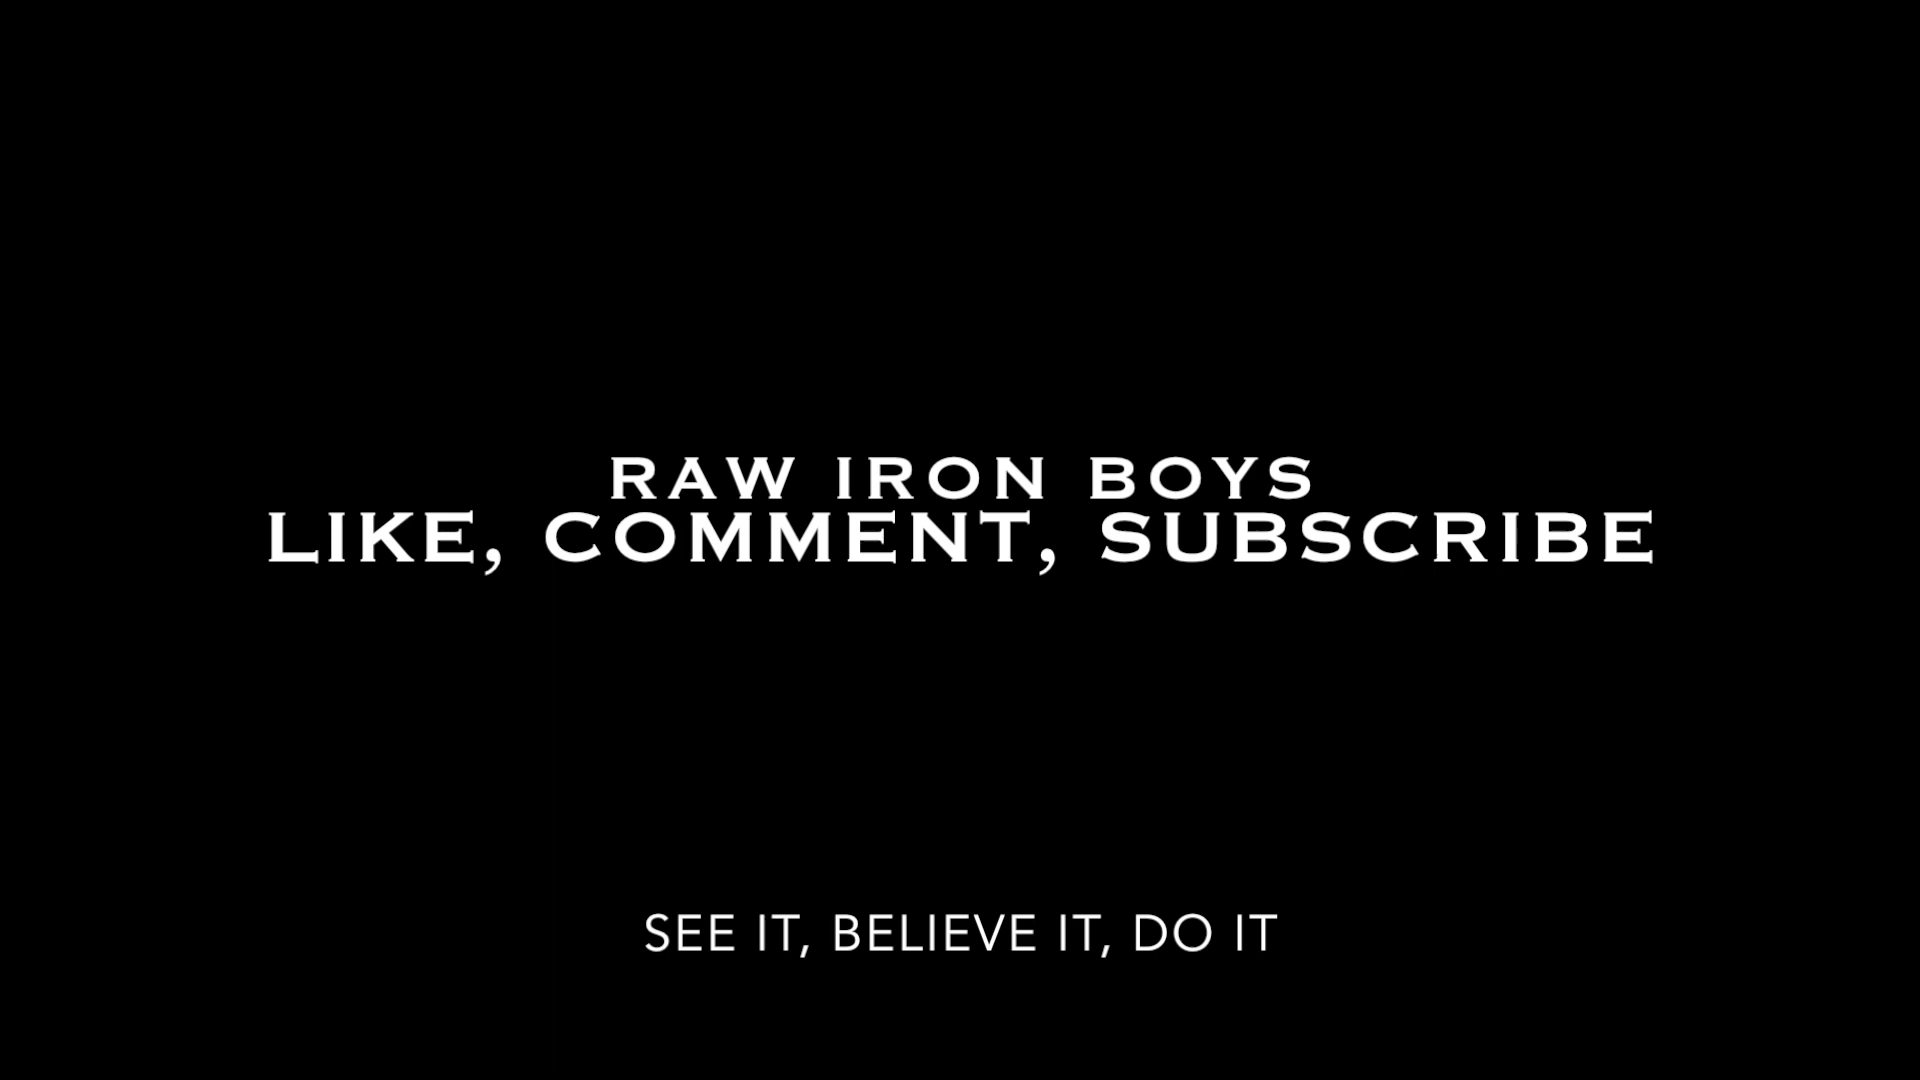 RAW IRON BOYS
LIKE, COMMENT, SUBSCRIBE
SEE IT, BELIEVE IT, DO IT